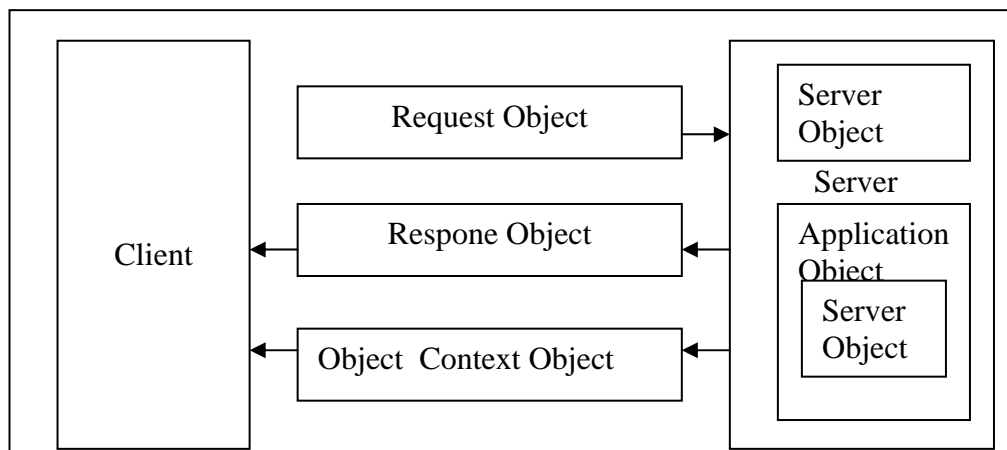 Client
Request Object
Respone Object
Object  Context Object
Server
Object
Server
Application
Object
Server
Object